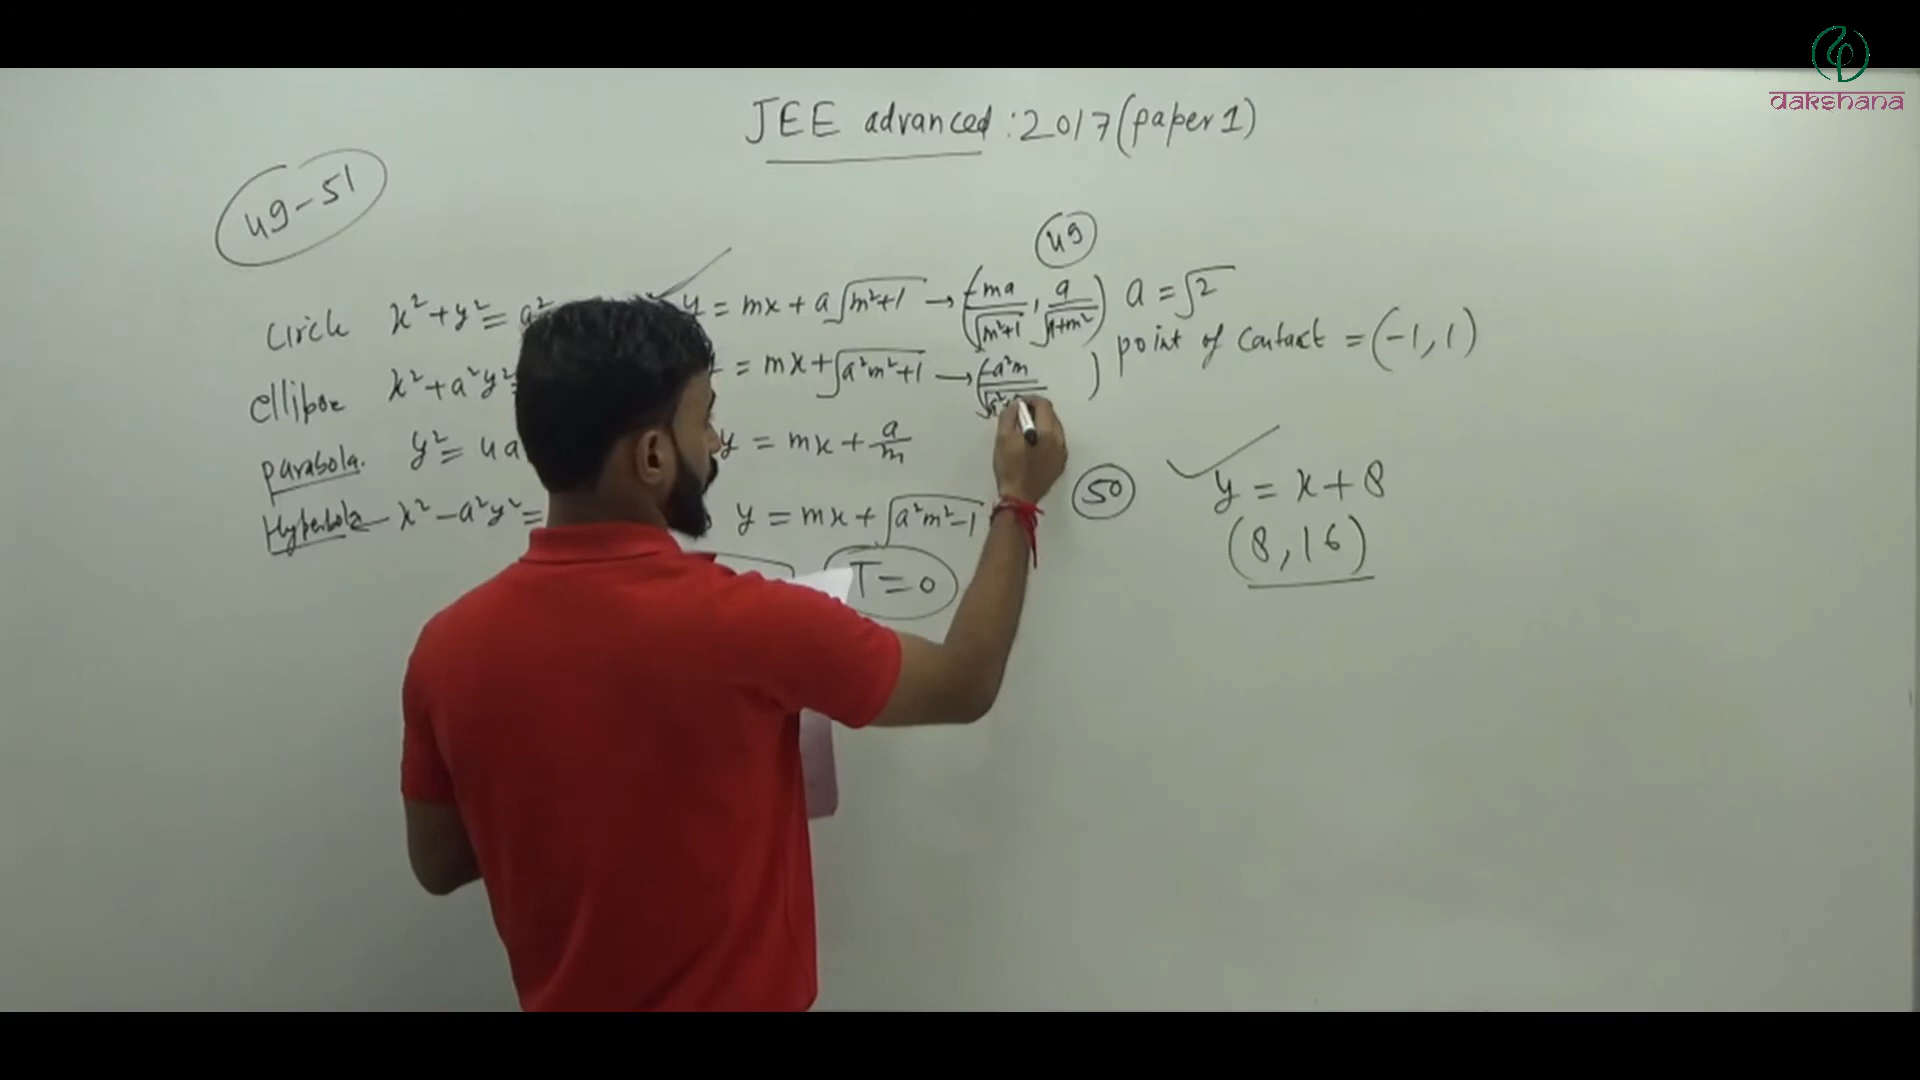 dakshana
JEE advanced : 2017 (paper 1)
49-51
49
Circle x²+y²=a² y = mx + a√m²+1 → (-ma/√m²+1, a/√1+m²) a = √2
point of contact = (-1, 1)
ellipse x²+a²y²= = mx + √a²m²+1 → (-a²m )
parabola. y²= 4a y = mx + a/m
50 y = x + 8
(8, 16)
Hyperbola x²-a²y²= y = mx + √a²m²-1
T = 0